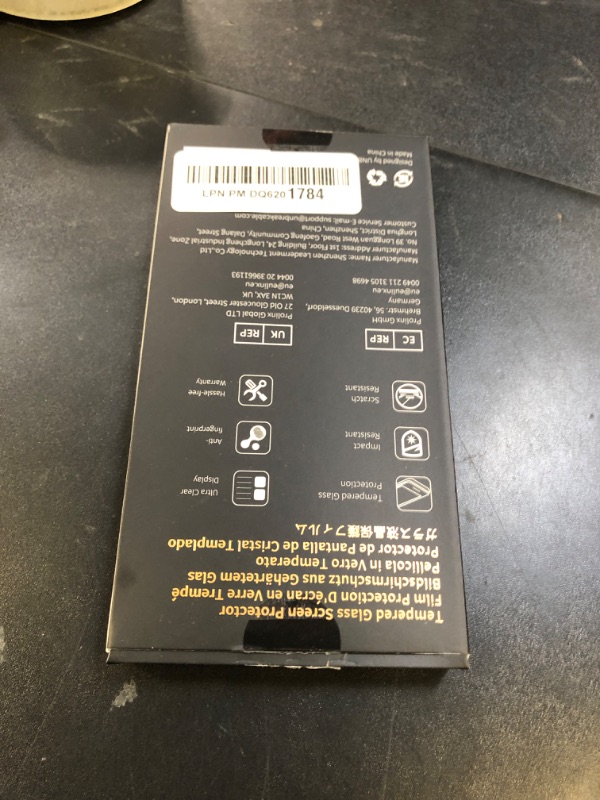 Tempered Glass Screen Protector
Film Protection D'écran en Verre Trempé
Bildschirmschutz aus Gehärtetem Glas
Pellicola in Vetro Temperato
Protector de Pantalla de Cristal Templado
ガラス液晶保護フィルム
Tempered Glass
Protection
Ultra Clear
Display
Impact
Resistant
Anti-
fingerprint
Scratch
Resistant
Hassle-free
Warranty
EC REP
Prolinx GmbH
Brehmstr. 56, 40239 Duesseldorf,
Germany
eu@eulinx.eu
0049 211 3105 4698
UK REP
Prolinx Global LTD
27 Old Gloucester Street, London,
WC1N 3AX, UK
eu@eulinx.eu
0044 20 39661193
Manufacturer Name: Shenzhen Leaderment Technology Co.,Ltd
Manufacturer Address: 1st Floor, Building 24, Longcheng Industrial Zone,
No. 39 Longguan West Road, Gaofeng Community, Dalang Street,
Longhua District, Shenzhen, China
Customer Service E-mail: support@unbreakcable.com
Designed by
Made in China
LPN PM DQ6201784